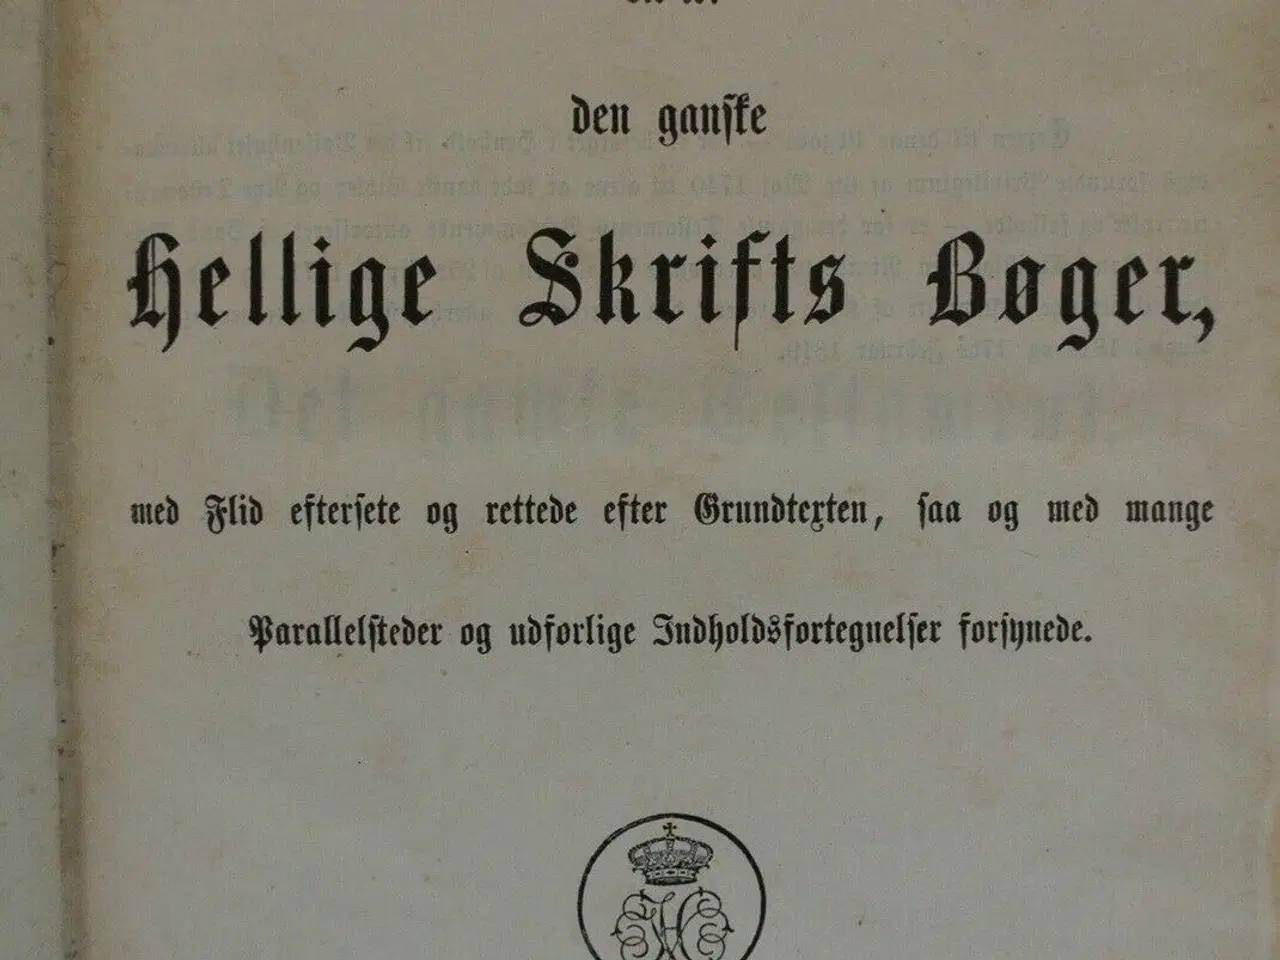 den ganske
Hellige Skrifts Bøger,
med Flid eftersete og rettede efter Grundtexten, saa og med mange
Parallelsteder og udførlige Indholdsfortegnelser forsynede.